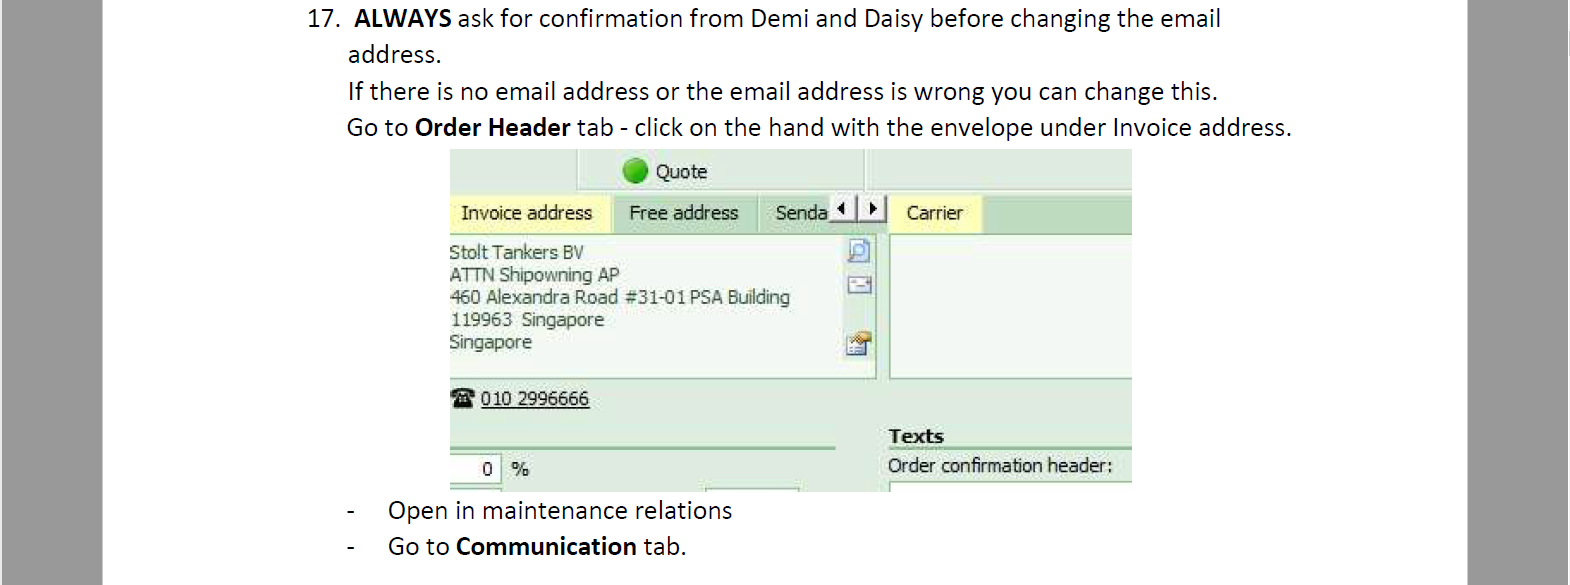 17. ALWAYS ask for confirmation from Demi and Daisy before changing the email
address.
If there is no email address or the email address is wrong you can change this.
Go to Order Header tab - click on the hand with the envelope under Invoice address.
Quote
Invoice address Free address Senda Carrier
Stolt Tankers BV
ATTN Shipowning AP
460 Alexandra Road #31-01 PSA Building
119963 Singapore
Singapore
010 2996666
Texts
0 % Order confirmation header:
- Open in maintenance relations
- Go to Communication tab.